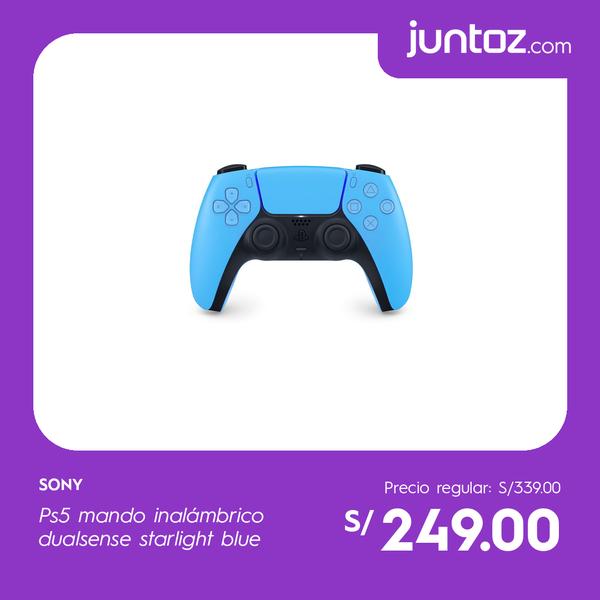 juntoz.com
SONY
Ps5 mando inalámbrico
dualsense starlight blue
Precio regular: S/339.00
S/249.00